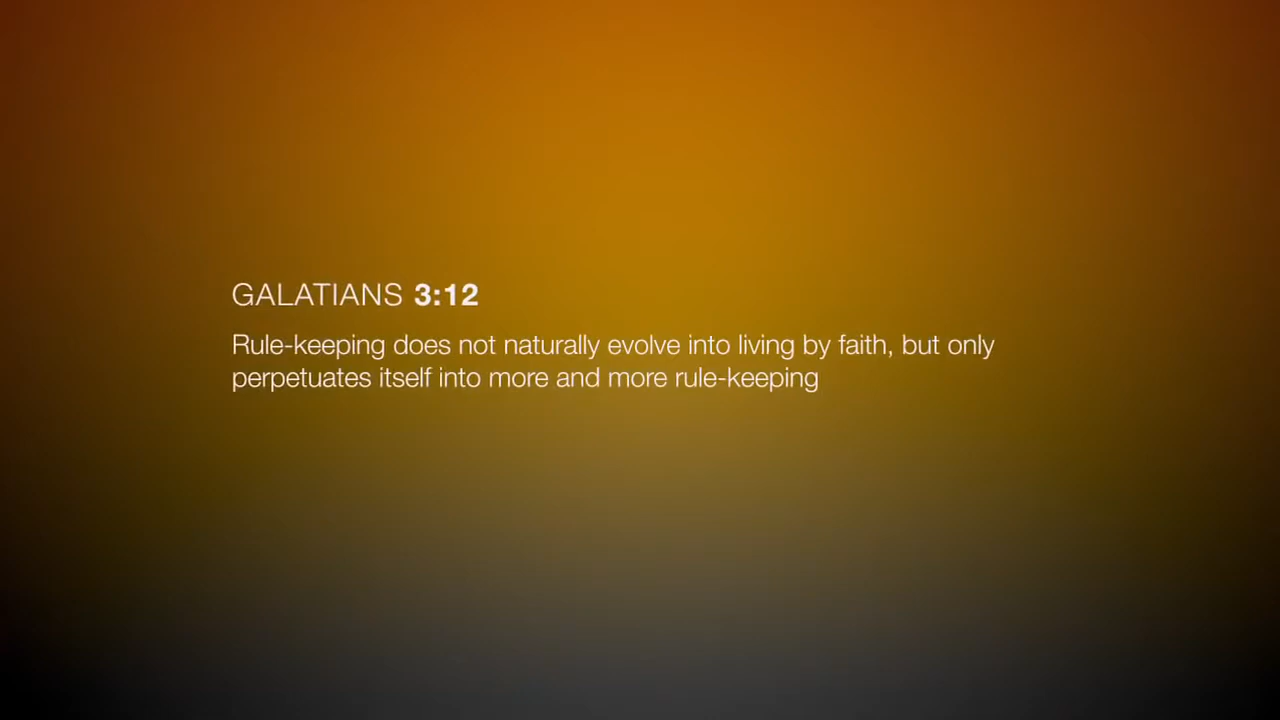 GALATIANS 3:12
Rule-keeping does not naturally evolve into living by faith, but only
perpetuates itself into more and more rule-keeping